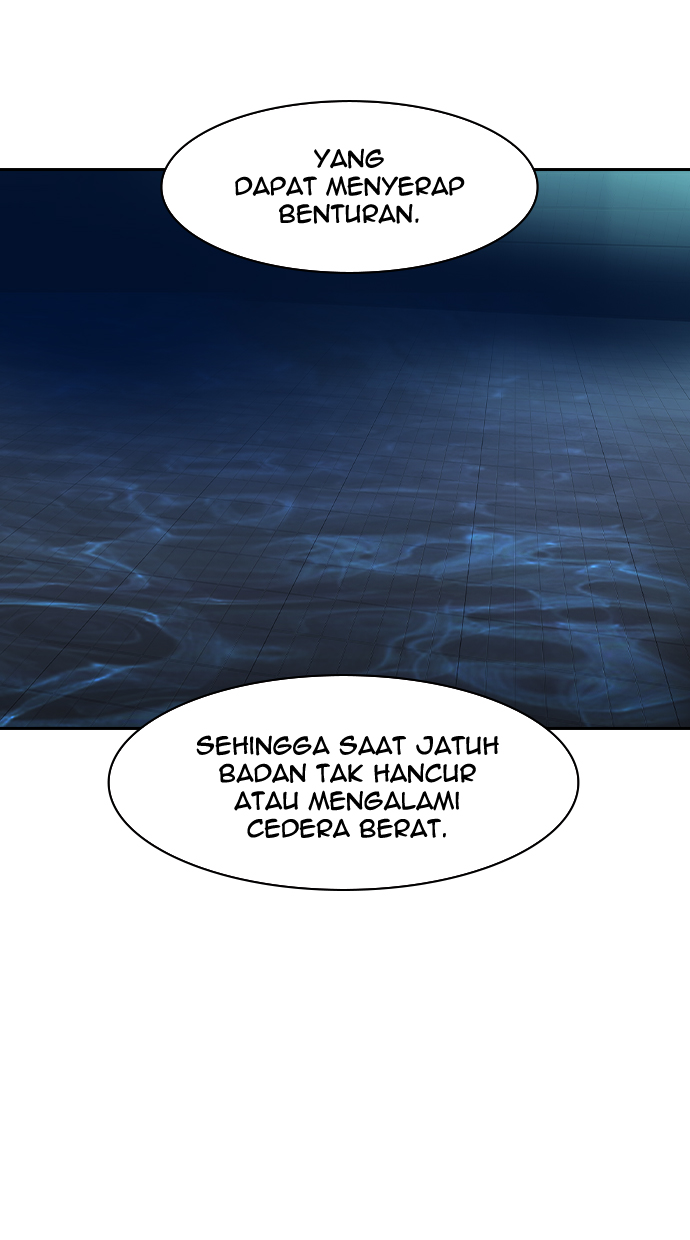 YANG
DAPAT MENYERAP
BENTURAN.
SEHINGGA SAAT JATUH
BADAN TAK HANCUR
ATAU MENGALAMI
CEDERA BERAT.